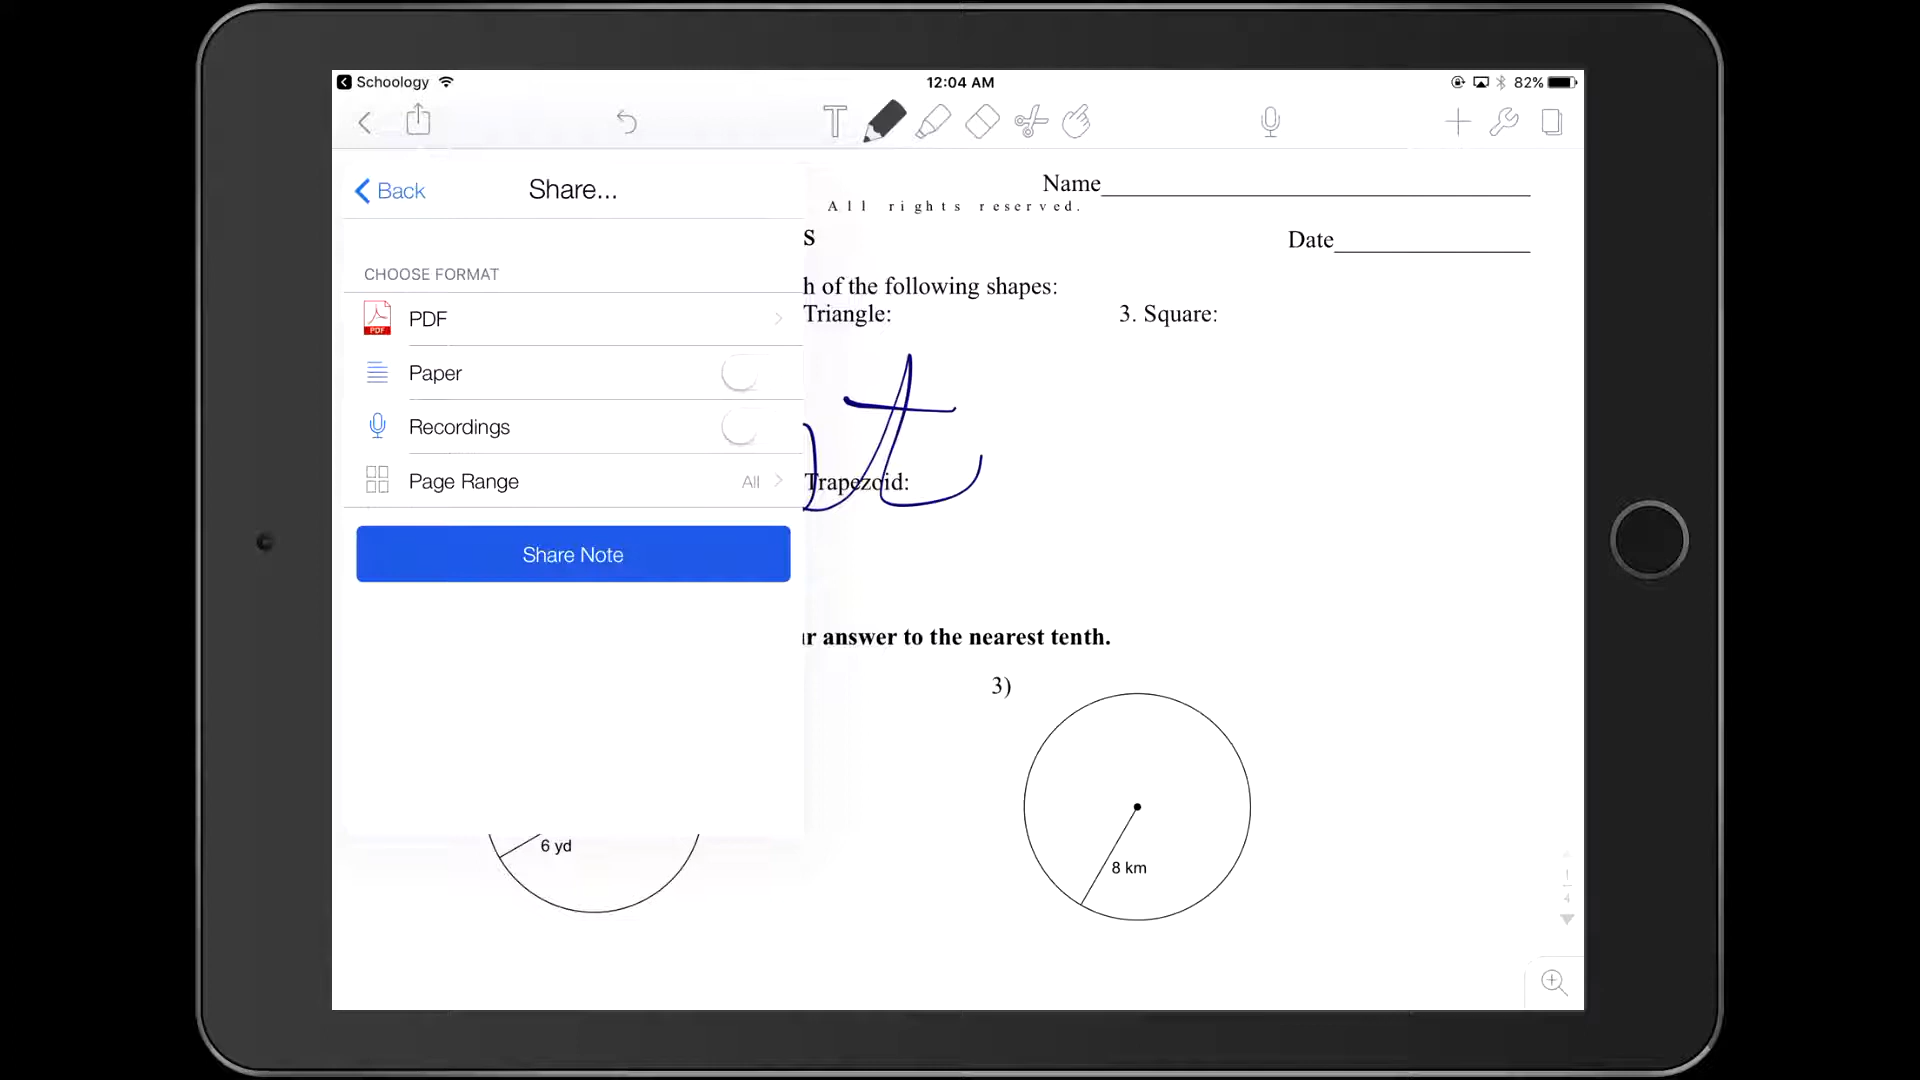 Schoology 12:04 AM 82%
Back Share...
CHOOSE FORMAT
PDF
PDF
Paper
Recordings
Page Range All
Share Note
Name
All rights reserved.
S
Date
h of the following shapes:
Triangle: 3. Square:
t
Trapezoid:
r answer to the nearest tenth.
3)
6 yd
8 km
1
4